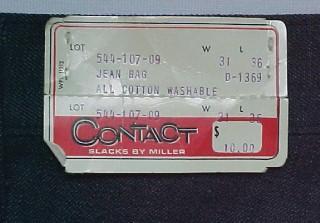 LOT W L
544-107-09 31 36
JEAN BAG D-1369
ALL COTTON WASHABLE
544-107-09 31 36
CONTACT
SLACKS BY MILLER
$
10.00